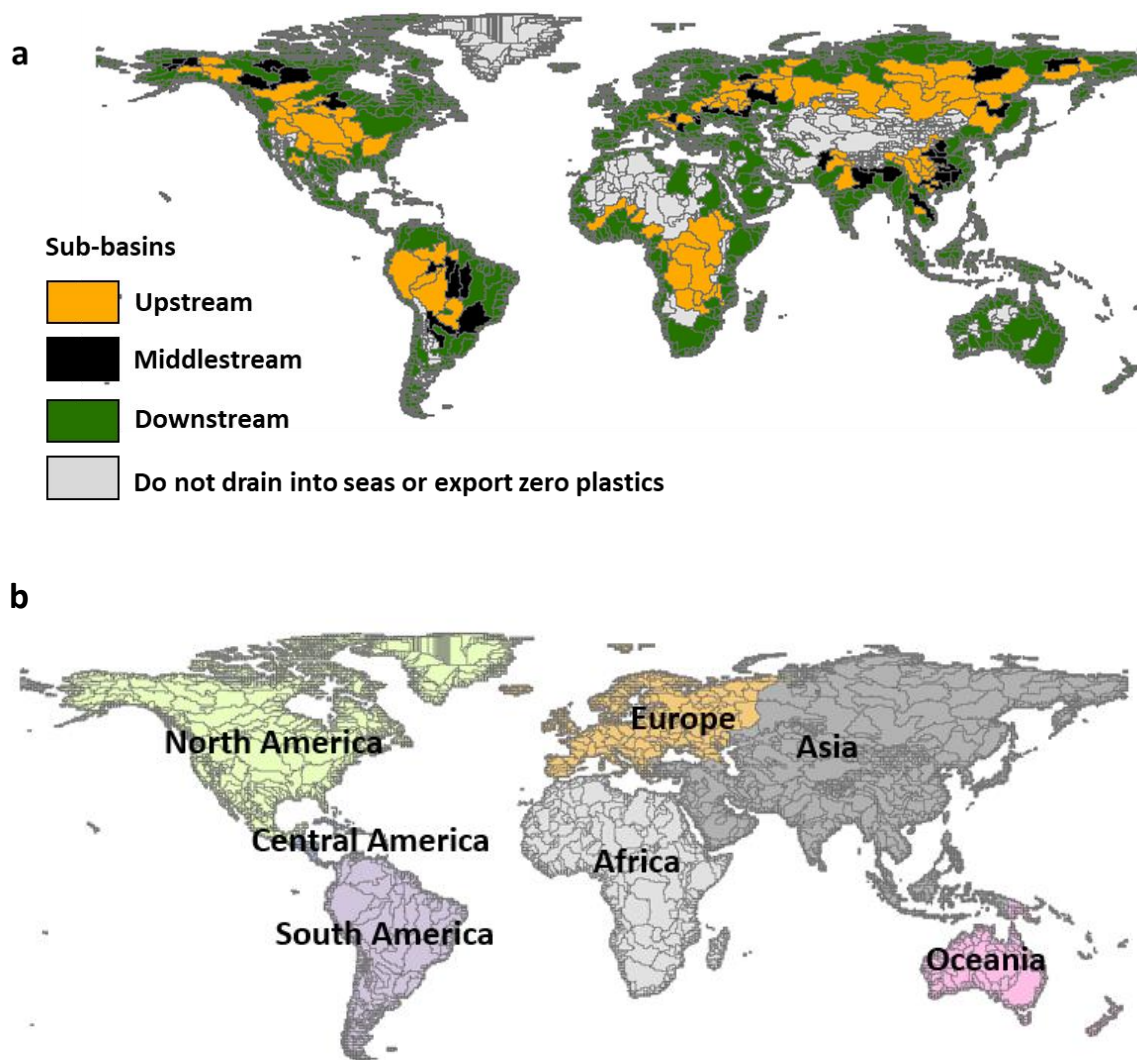 a
Sub-basins
Upstream
Middlestream
Downstream
Do not drain into seas or export zero plastics
b
Europe
North America
Asia
Central America
Africa
South America
Oceania